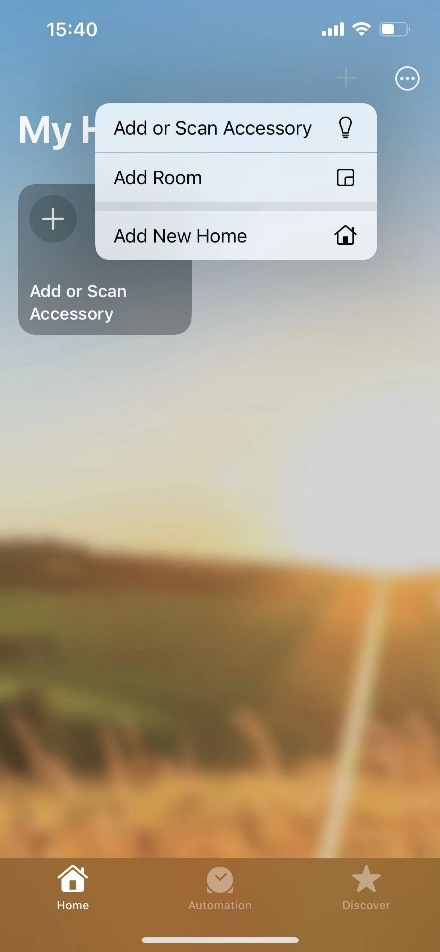 15:40
My H
Add or Scan Accessory
Add Room
Add New Home
Add or Scan
Accessory
Home
Automation
Discover